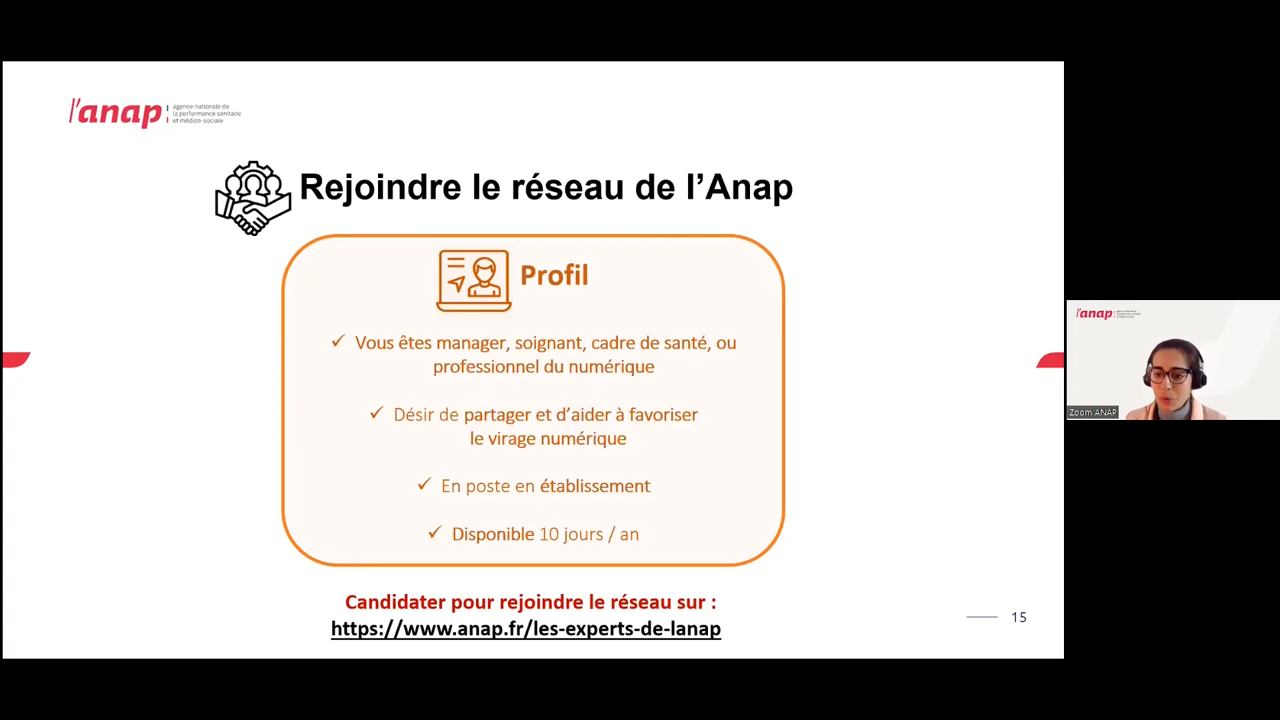 l'anap
agence nationale de
la performance sanitaire
et médico-sociale
Rejoindre le réseau de l'Anap
Profil
✓ Vous êtes manager, soignant, cadre de santé, ou
professionnel du numérique
✓ Désir de partager et d'aider à favoriser
le virage numérique
✓ En poste en établissement
✓ Disponible 10 jours / an
Candidater pour rejoindre le réseau sur :
https://www.anap.fr/les-experts-de-lanap
15
l'anap
Zoom ANAP